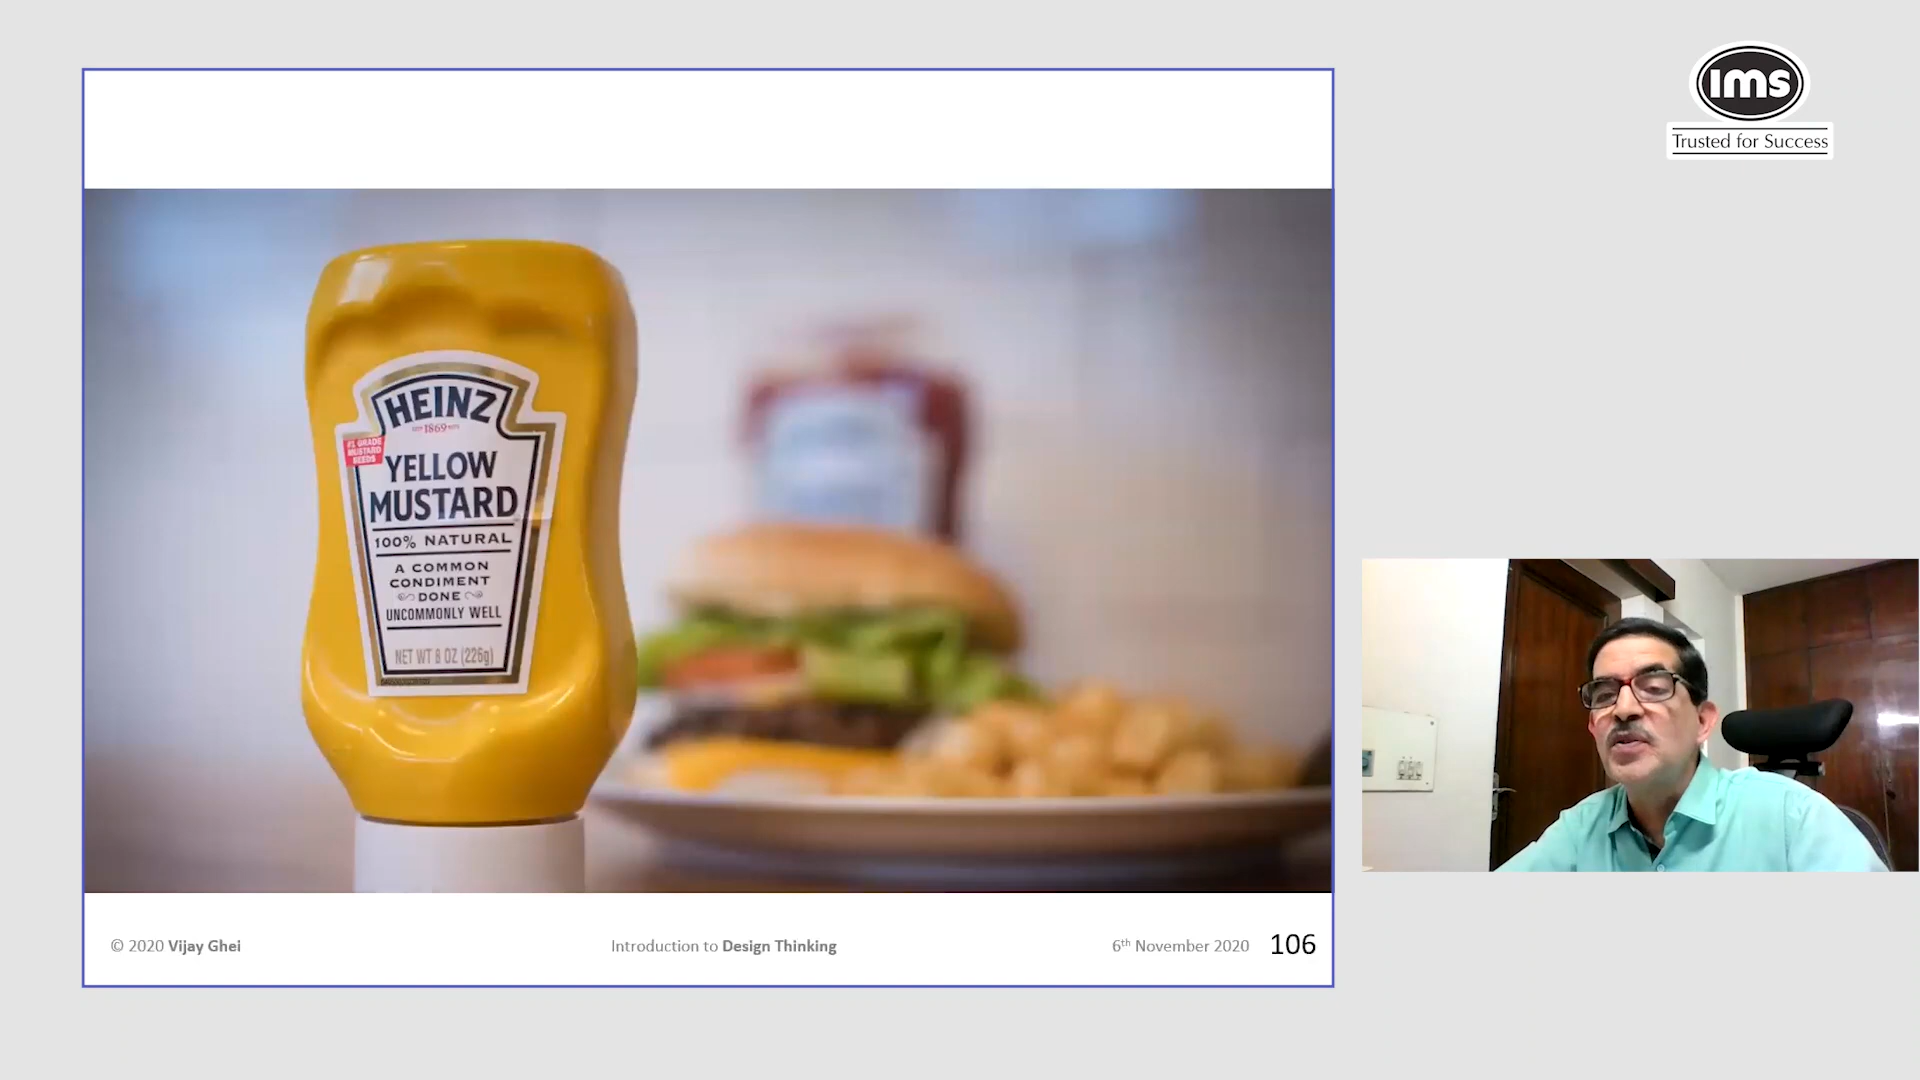 ims
Trusted for Success
HEINZ
EST 1869
#1 GRADE
MUSTARD
SEEDS
YELLOW
MUSTARD
100% NATURAL
A COMMON
CONDIMENT
DONE
UNCOMMONLY WELL
NET WT 8 OZ (226g)
© 2020 Vijay Ghei
Introduction to Design Thinking
6th November 2020
106